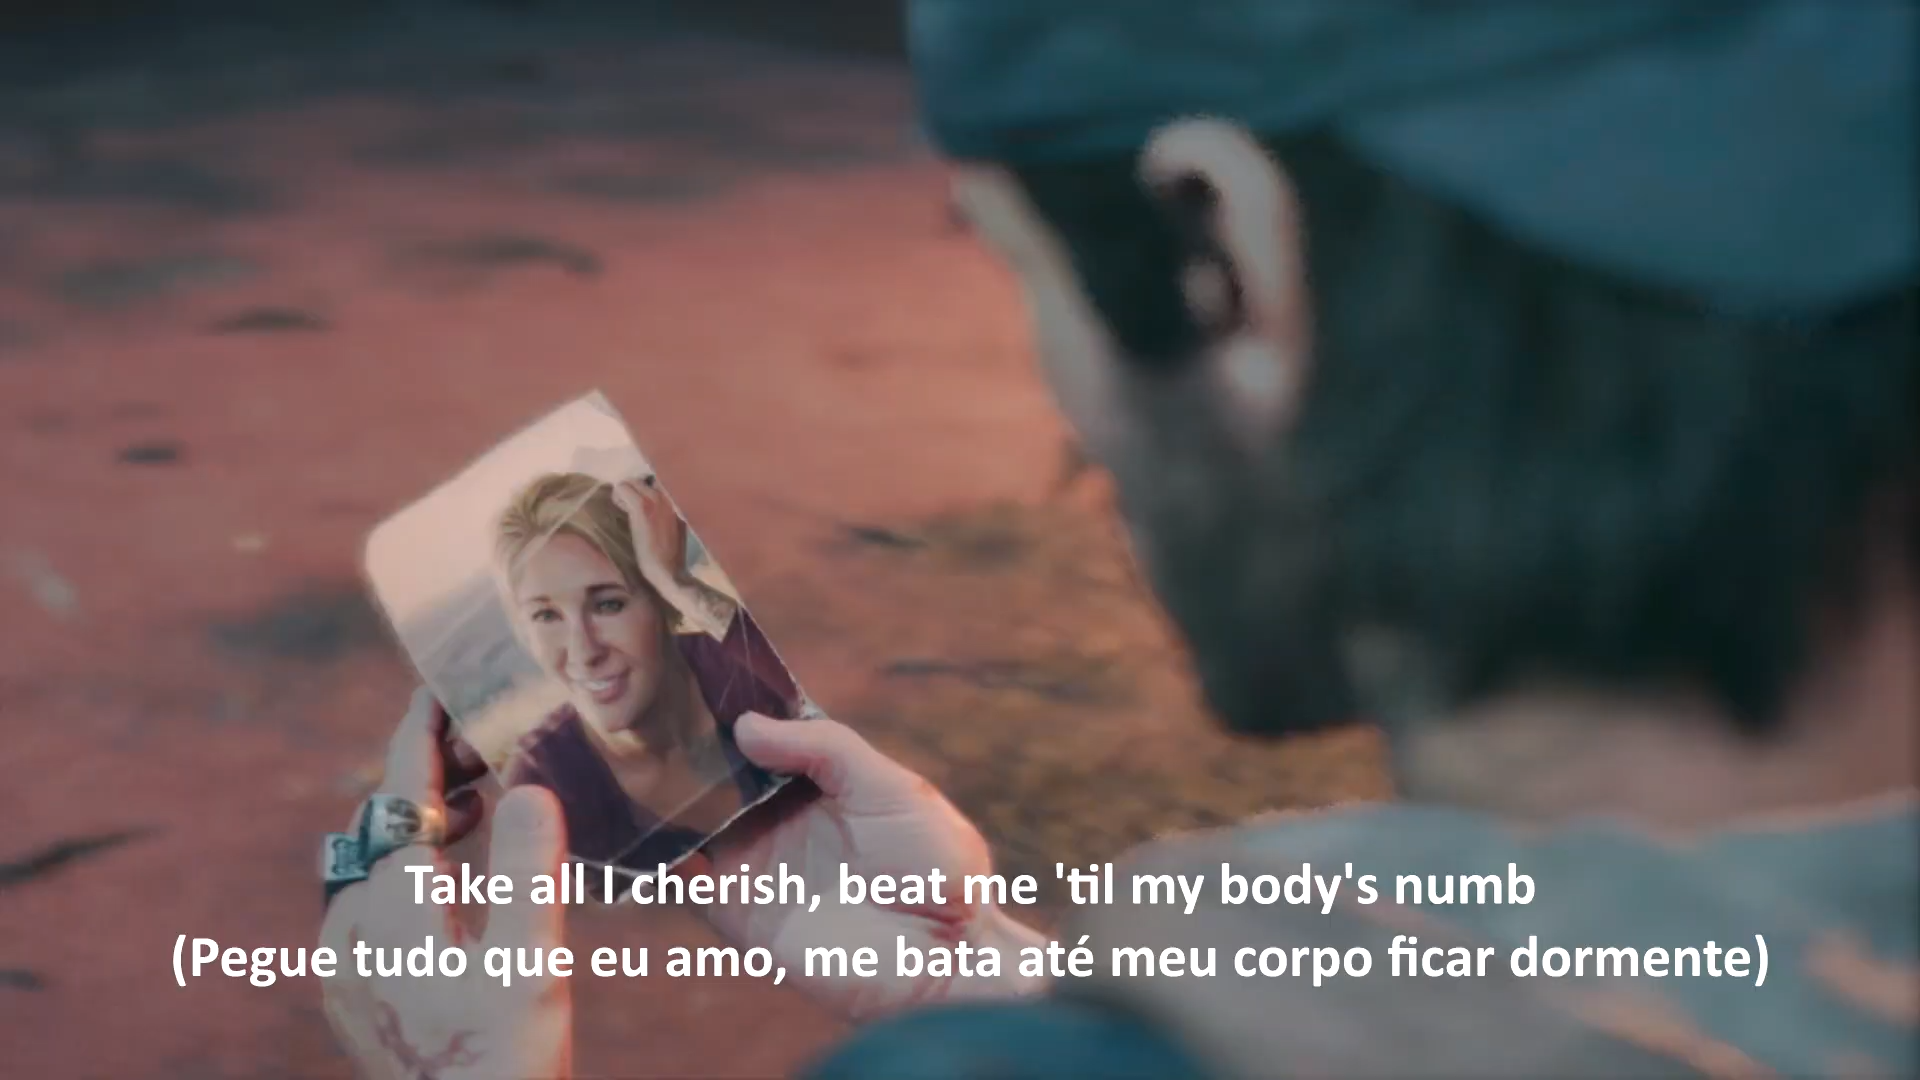 Take all I cherish, beat me 'til my body's numb
(Pegue tudo que eu amo, me bata até meu corpo ficar dormente)